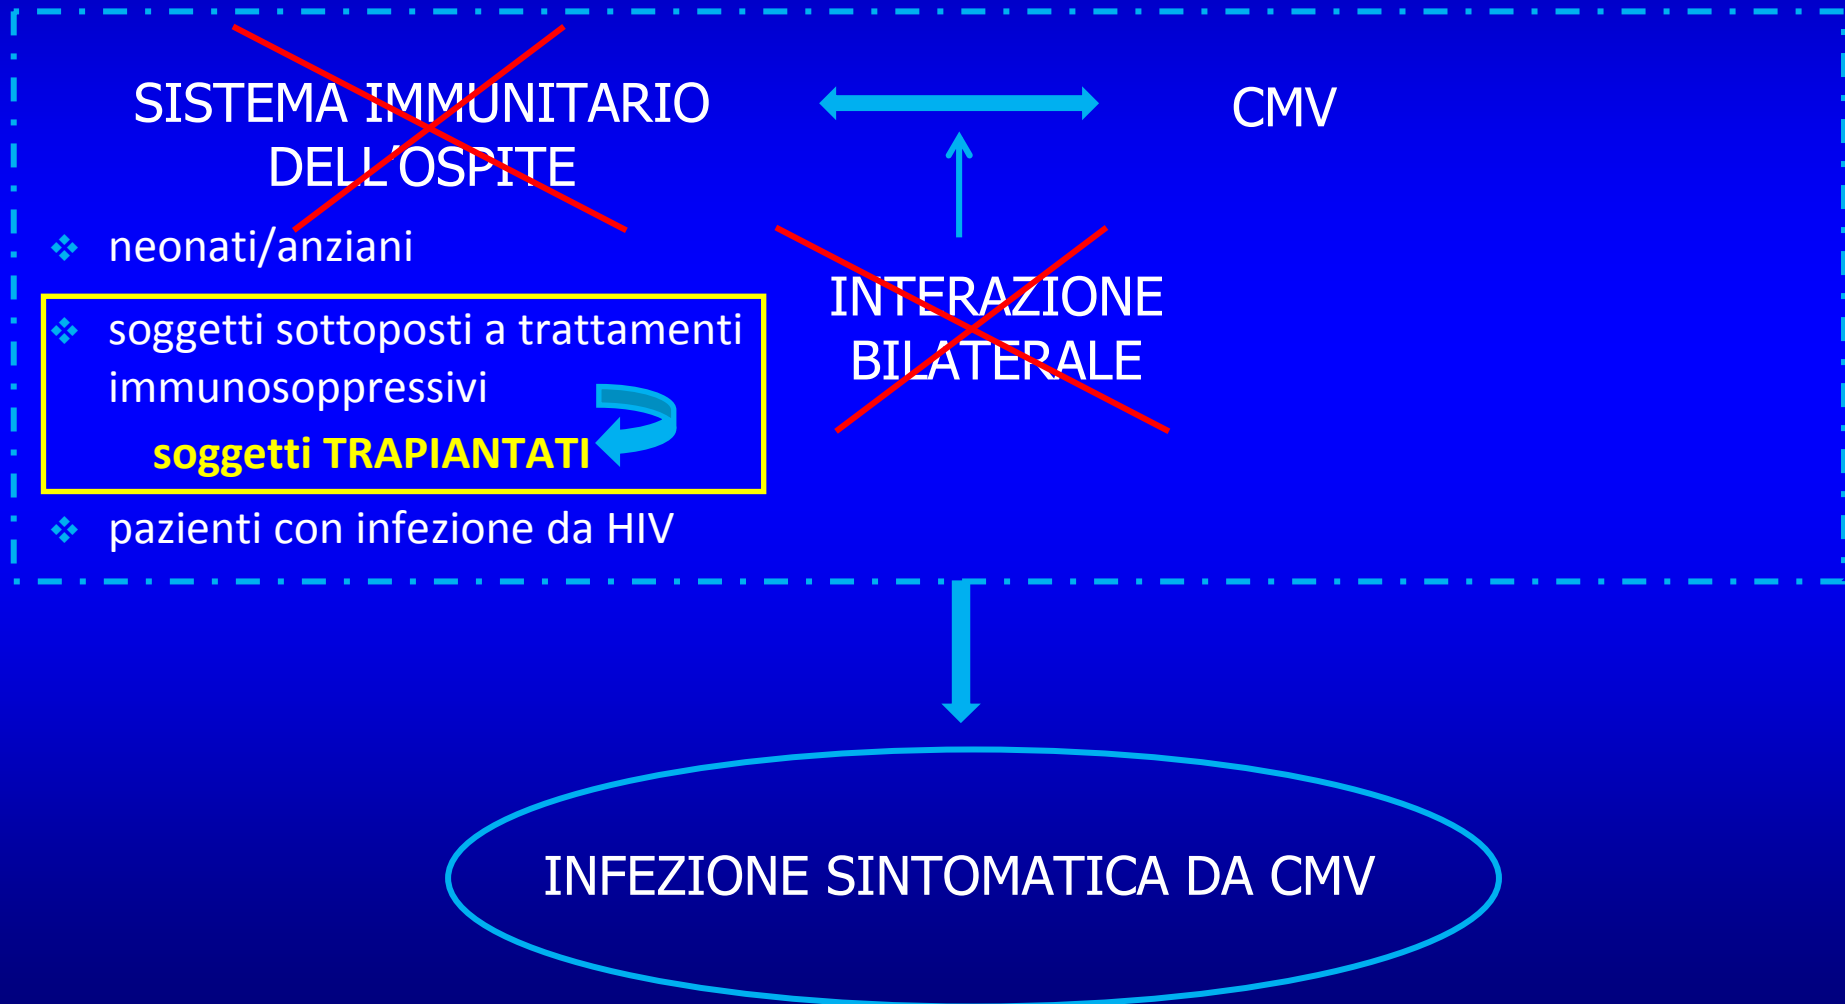 SISTEMA IMMUNITARIO
DELL'OSPITE
CMV
neonati/anziani
soggetti sottoposti a trattamenti
immunosoppressivi
soggetti TRAPIANTATI
pazienti con infezione da HIV
INTERAZIONE
BILATERALE
INFEZIONE SINTOMATICA DA CMV